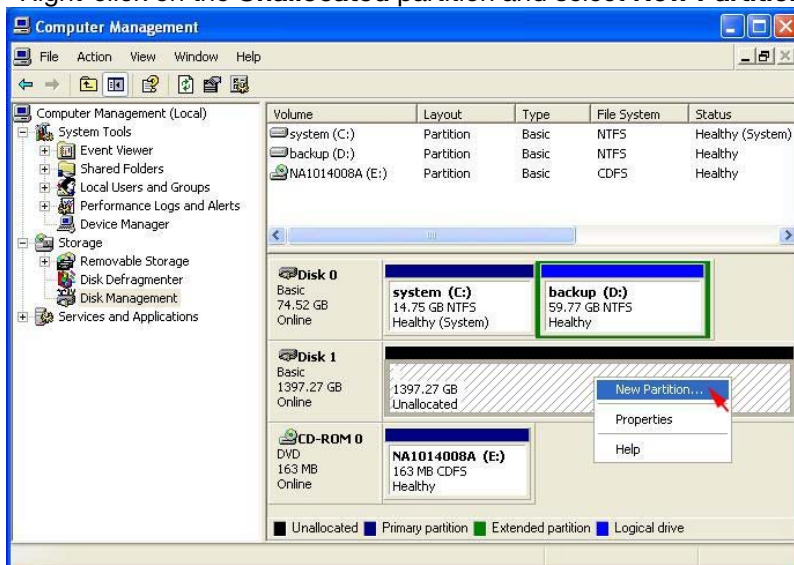 Right-click on the Unallocated partition and select New Partition
Computer Management
File Action View Window Help
Computer Management (Local)
System Tools
Event Viewer
Shared Folders
Local Users and Groups
Performance Logs and Alerts
Device Manager
Storage
Removable Storage
Disk Defragmenter
Disk Management
Services and Applications
Volume Layout Type File System Status
system (C:) Partition Basic NTFS Healthy (System)
backup (D:) Partition Basic NTFS Healthy
NA1014008A (E:) Partition Basic CDFS Healthy
Disk 0
Basic
74.52 GB
Online
system (C:)
14.75 GB NTFS
Healthy (System)
backup (D:)
59.77 GB NTFS
Healthy
Disk 1
Basic
1397.27 GB
Online
1397.27 GB
Unallocated
New Partition...
Properties
Help
CD-ROM 0
DVD
163 MB
Online
NA1014008A (E:)
163 MB CDFS
Healthy
Unallocated Primary partition Extended partition Logical drive